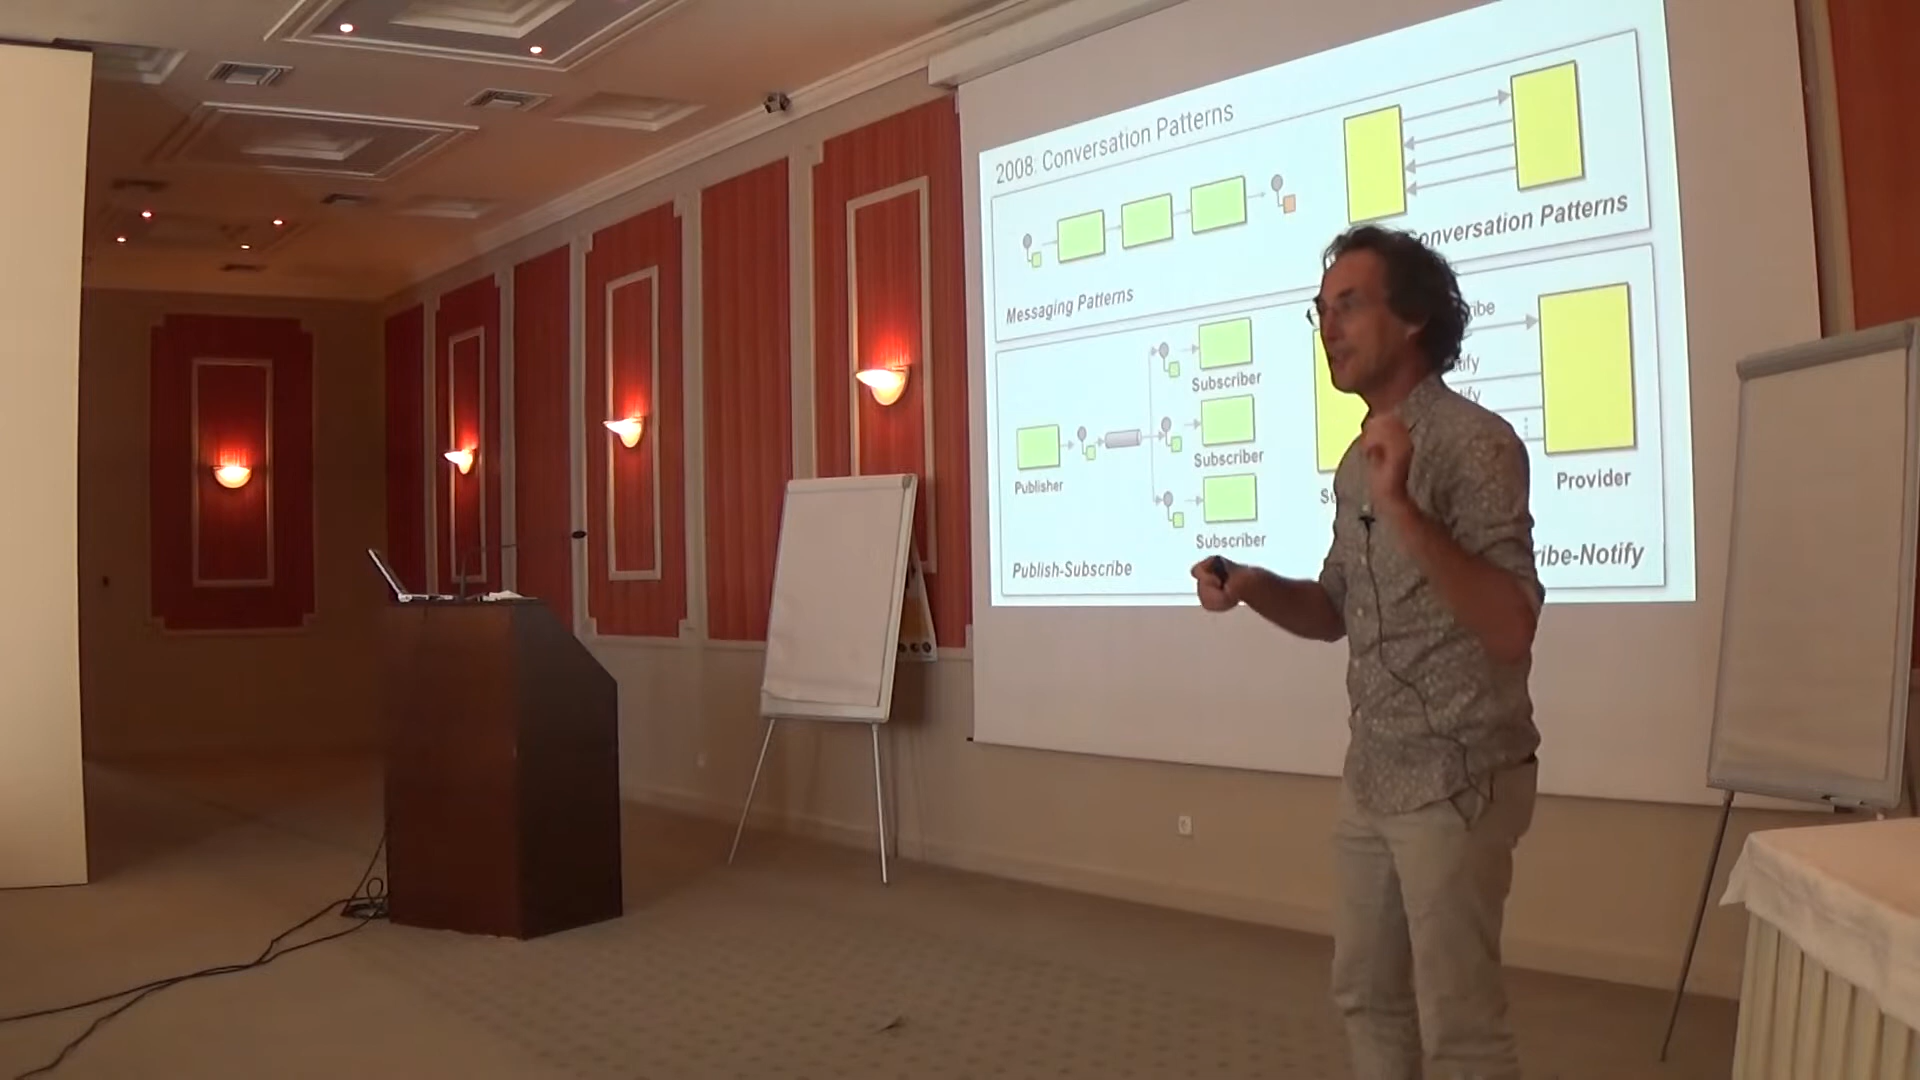 2008: Conversation Patterns
Messaging Patterns
Conversation Patterns
Subscriber
Subscriber
Subscriber
Publisher
Publish-Subscribe
Provider